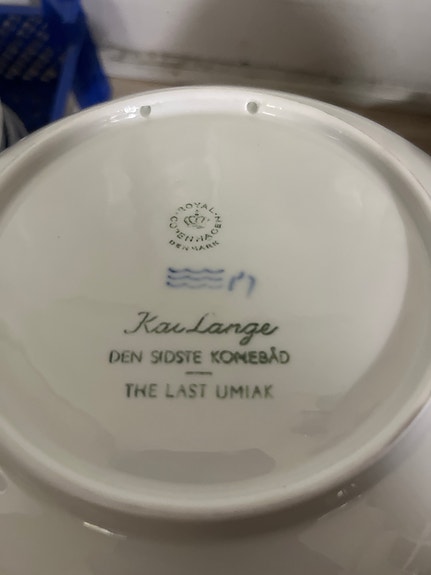 ROYAL
COPENHAGEN
DENMARK
Kai Lange
DEN SIDSTE KONEBÅD
THE LAST UMIAK